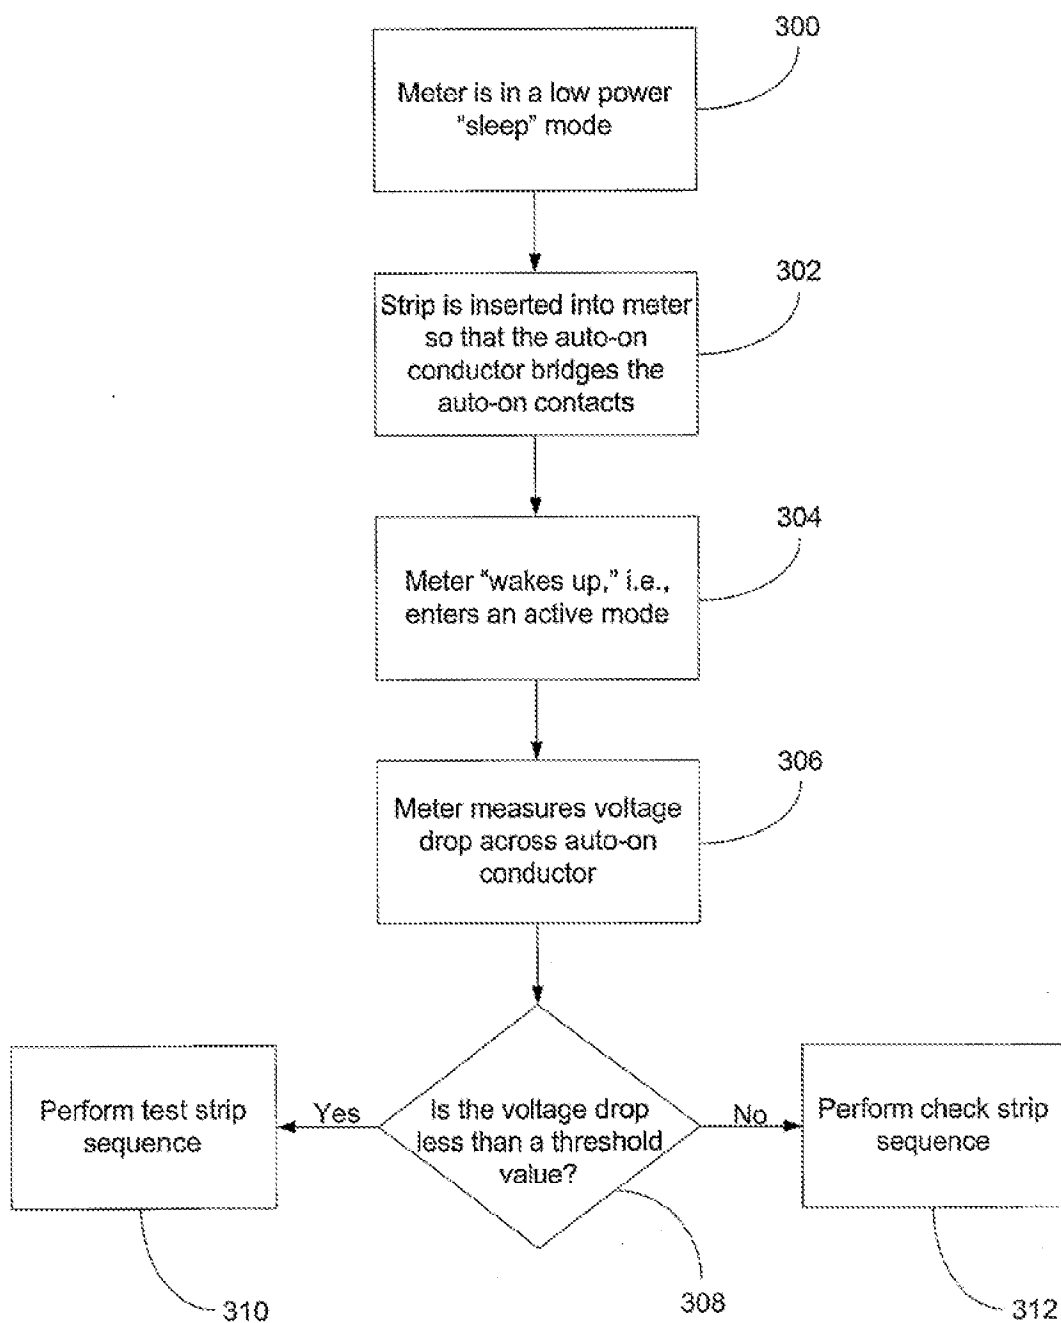 300
Meter is in a low power
"sleep" mode
302
Strip is inserted into meter
so that the auto-on
conductor bridges the
auto-on contacts
304
Meter "wakes up," i.e.,
enters an active mode
306
Meter measures voltage
drop across auto-on
conductor
Perform test strip
sequence
Yes
Is the voltage drop
less than a threshold
value?
No
Perform check strip
sequence
310
308
312